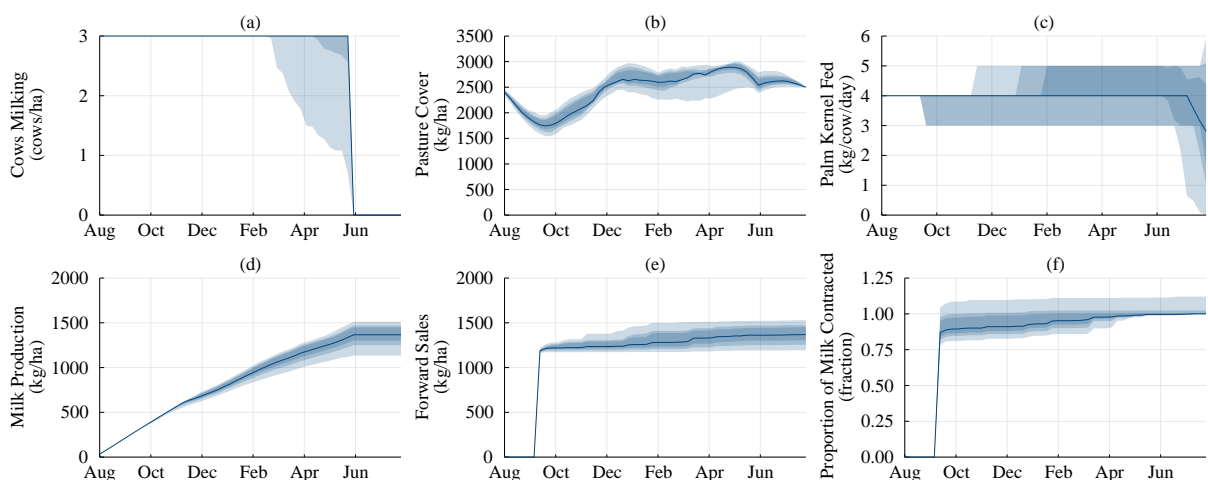 (a)
3
2
1
0
Cows Milking
(cows/ha)
Aug Oct Dec Feb Apr Jun
(b)
3500
3000
2500
2000
1500
1000
500
0
Pasture Cover
(kg/ha)
Aug Oct Dec Feb Apr Jun
(c)
6
5
4
3
2
1
0
Palm Kernel Fed
(kg/cow/day)
Aug Oct Dec Feb Apr Jun
(d)
2000
1500
1000
500
0
Milk Production
(kg/ha)
Aug Oct Dec Feb Apr Jun
(e)
2000
1500
1000
500
0
Forward Sales
(kg/ha)
Aug Oct Dec Feb Apr Jun
(f)
1.25
1.00
0.75
0.50
0.25
0.00
Proportion of Milk Contracted
(fraction)
Aug Oct Dec Feb Apr Jun